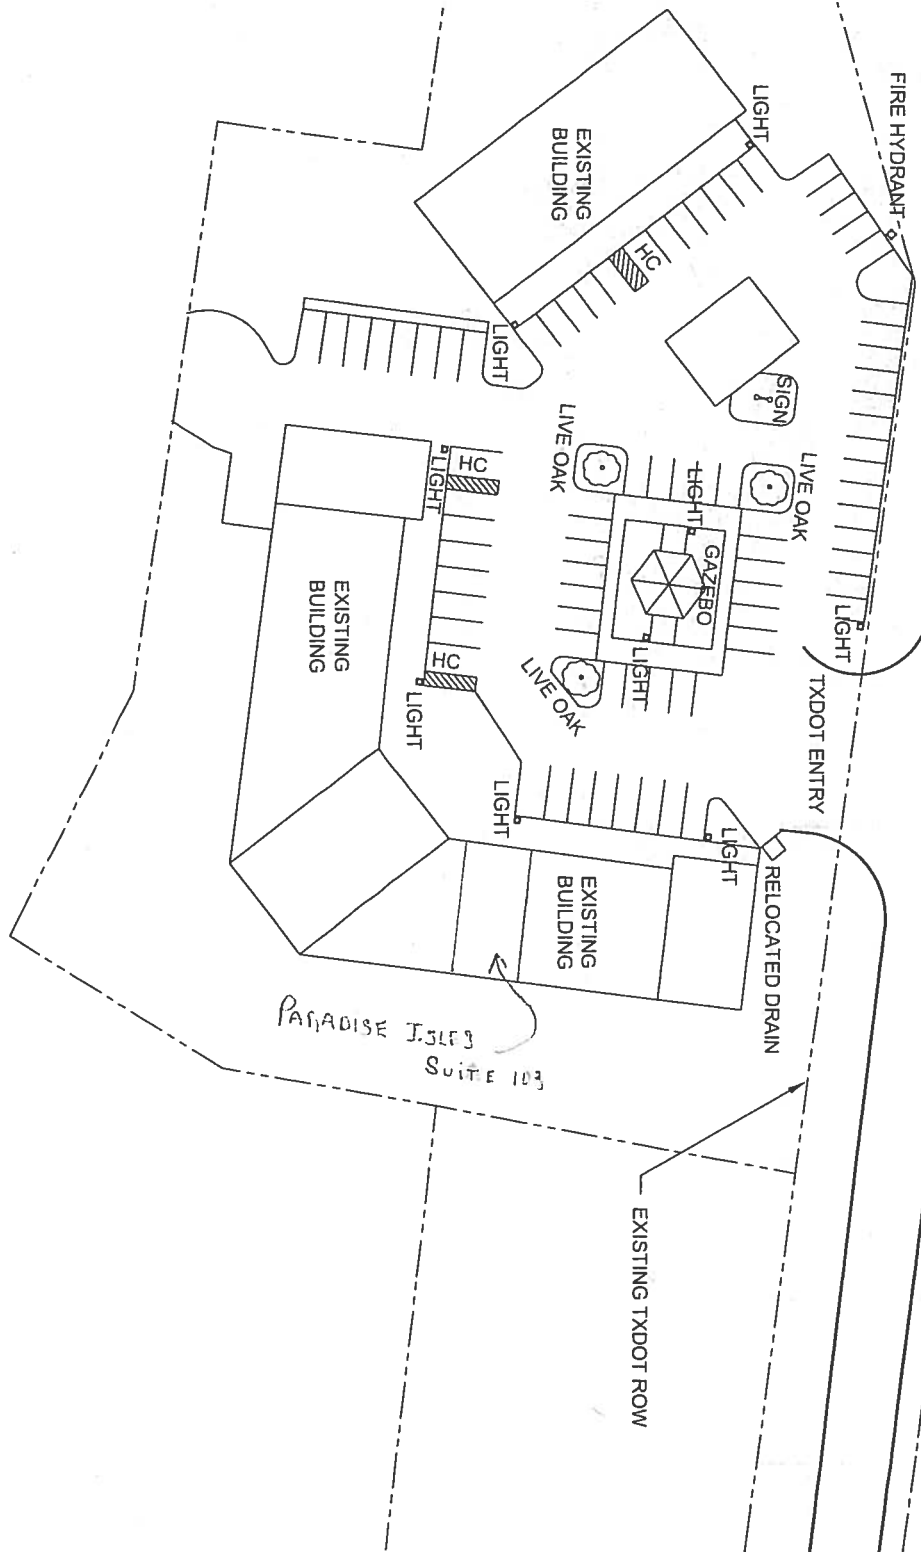 FIRE HYDRANT
LIGHT
EXISTING
BUILDING
HC
LIGHT
SIGN
LIVE OAK
LIVE OAK
LIGHT
HC
LIGHT
GAZEBO
LIGHT
LIGHT
EXISTING
BUILDING
HC
LIGHT
LIVE OAK
TXDOT ENTRY
LIGHT
LIGHT
RELOCATED DRAIN
EXISTING
BUILDING
PARADISE ISLES
SUITE 103
EXISTING TXDOT ROW